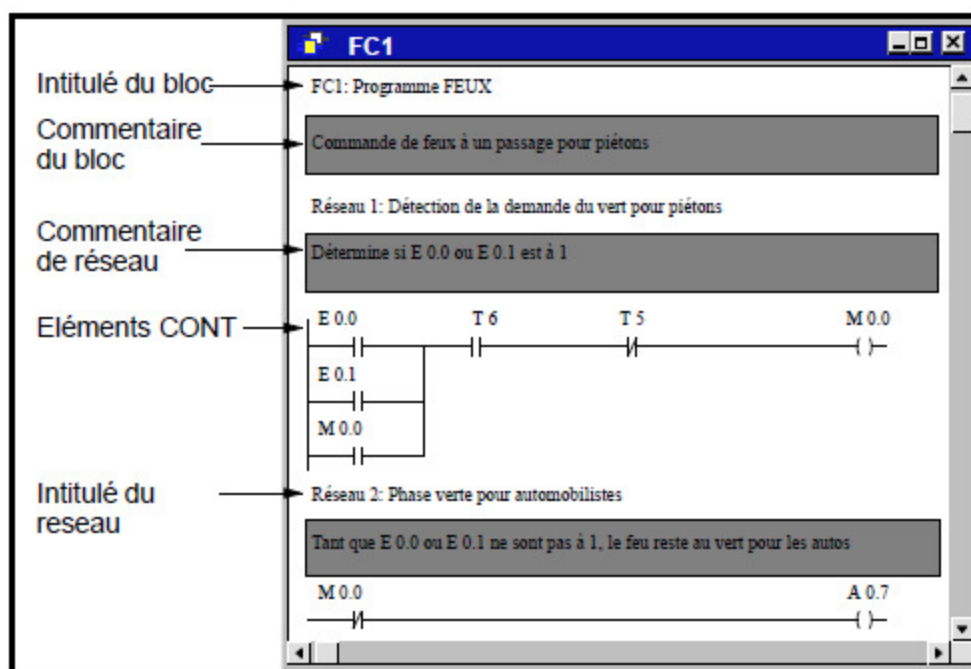 FC1
Intitulé du bloc
FC1: Programme FEUX
Commentaire
du bloc
Commande de feux à un passage pour piétons
Réseau 1: Détection de la demande du vert pour piétons
Commentaire
de réseau
Détermine si E 0.0 ou E 0.1 est à 1
Eléments CONT
E 0.0 T 6 T 5 M 0.0
E 0.1
M 0.0
Intitulé du
reseau
Réseau 2: Phase verte pour automobilistes
Tant que E 0.0 ou E 0.1 ne sont pas à 1, le feu reste au vert pour les autos
M 0.0 A 0.7